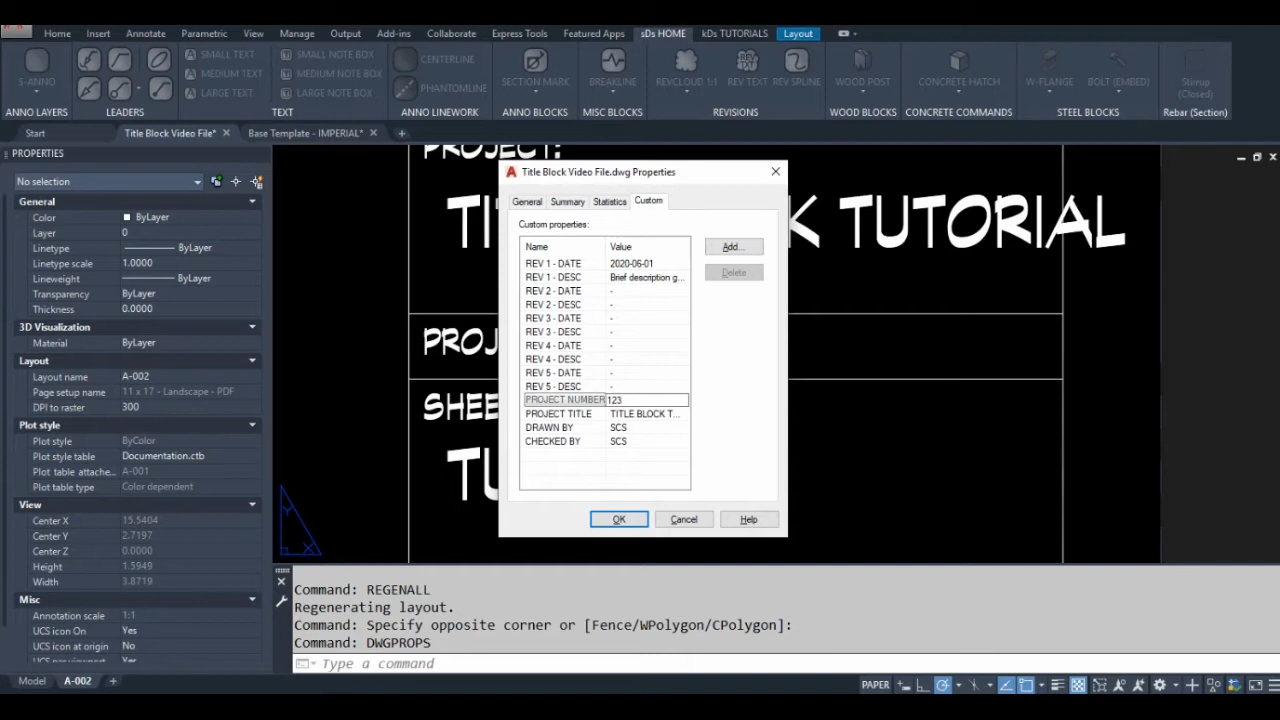 Home Insert Annotate Parametric View Manage Output Add-ins Collaborate Express Tools Featured Apps sDs HOME kDs TUTORIALS Layout
S-ANNO
SMALL TEXT
MEDIUM TEXT
LARGE TEXT
SMALL NOTE BOX
MEDIUM NOTE BOX
LARGE NOTE BOX
CENTERLINE
PHANTOMLINE
SECTION MARK
BREAKLINE
REVCLOUD 1:1 REV TEXT REV SPLINE
WOOD POST
CONCRETE HATCH
W-FLANGE BOLT (EMBED)
Stirrup
(Closed)
ANNO LAYERS LEADERS TEXT ANNO LINEWORK ANNO BLOCKS MISC BLOCKS REVISIONS WOOD BLOCKS CONCRETE COMMANDS STEEL BLOCKS Rebar (Section)
Start Title Block Video File* Base Template - IMPERIAL*
PROPERTIES
No selection
General
Color ByLayer
Layer 0
Linetype ByLayer
Linetype scale 1.0000
Lineweight ByLayer
Transparency ByLayer
Thickness 0.0000
3D Visualization
Material ByLayer
Layout
Layout name A-002
Page setup name 11 x 17 - Landscape - PDF
DPI to raster 300
Plot style
Plot style ByColor
Plot style table Documentation.ctb
Plot table attache... A-001
Plot table type Color dependent
View
Center X 15.5404
Center Y 2.7197
Center Z 0.0000
Height 1.5949
Width 3.8719
Misc
Annotation scale 1:1
UCS icon On Yes
UCS icon at origin No
UCS per viewport Yes
PROJECT:
TI K TUTORIAL
PROJ
SHEE
TU
Y
X
Title Block Video File.dwg Properties
General Summary Statistics Custom
Custom properties:
Name Value
REV 1 - DATE 2020-06-01
REV 1 - DESC Brief description g...
REV 2 - DATE -
REV 2 - DESC -
REV 3 - DATE -
REV 3 - DESC -
REV 4 - DATE -
REV 4 - DESC -
REV 5 - DATE -
REV 5 - DESC -
PROJECT NUMBER 123
PROJECT TITLE TITLE BLOCK T...
DRAWN BY SCS
CHECKED BY SCS
Add...
Delete
OK Cancel Help
Command: REGENALL
Regenerating layout.
Command: Specify opposite corner or [Fence/WPolygon/CPolygon]:
Command: DWGPROPS
Type a command
Model A-002 +
PAPER